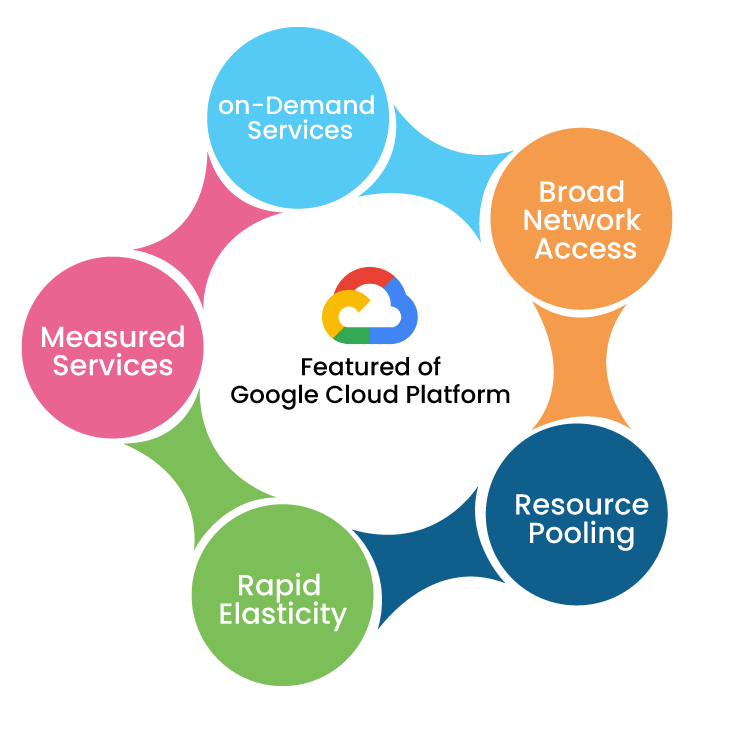 on-Demand
Services
Broad
Network
Access
Measured
Services
Featured of
Google Cloud Platform
Resource
Pooling
Rapid
Elasticity